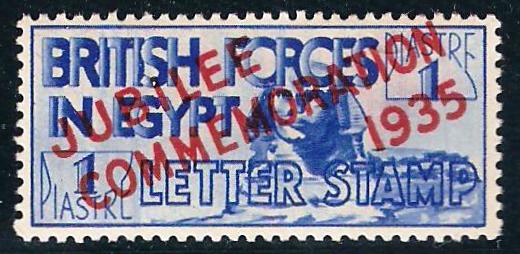 BRITISH FORCES
IN EGYPT
PIASTRE
1
JUBILEE
COMMEMORATION
1935
1
PIASTRE
LETTER STAMP